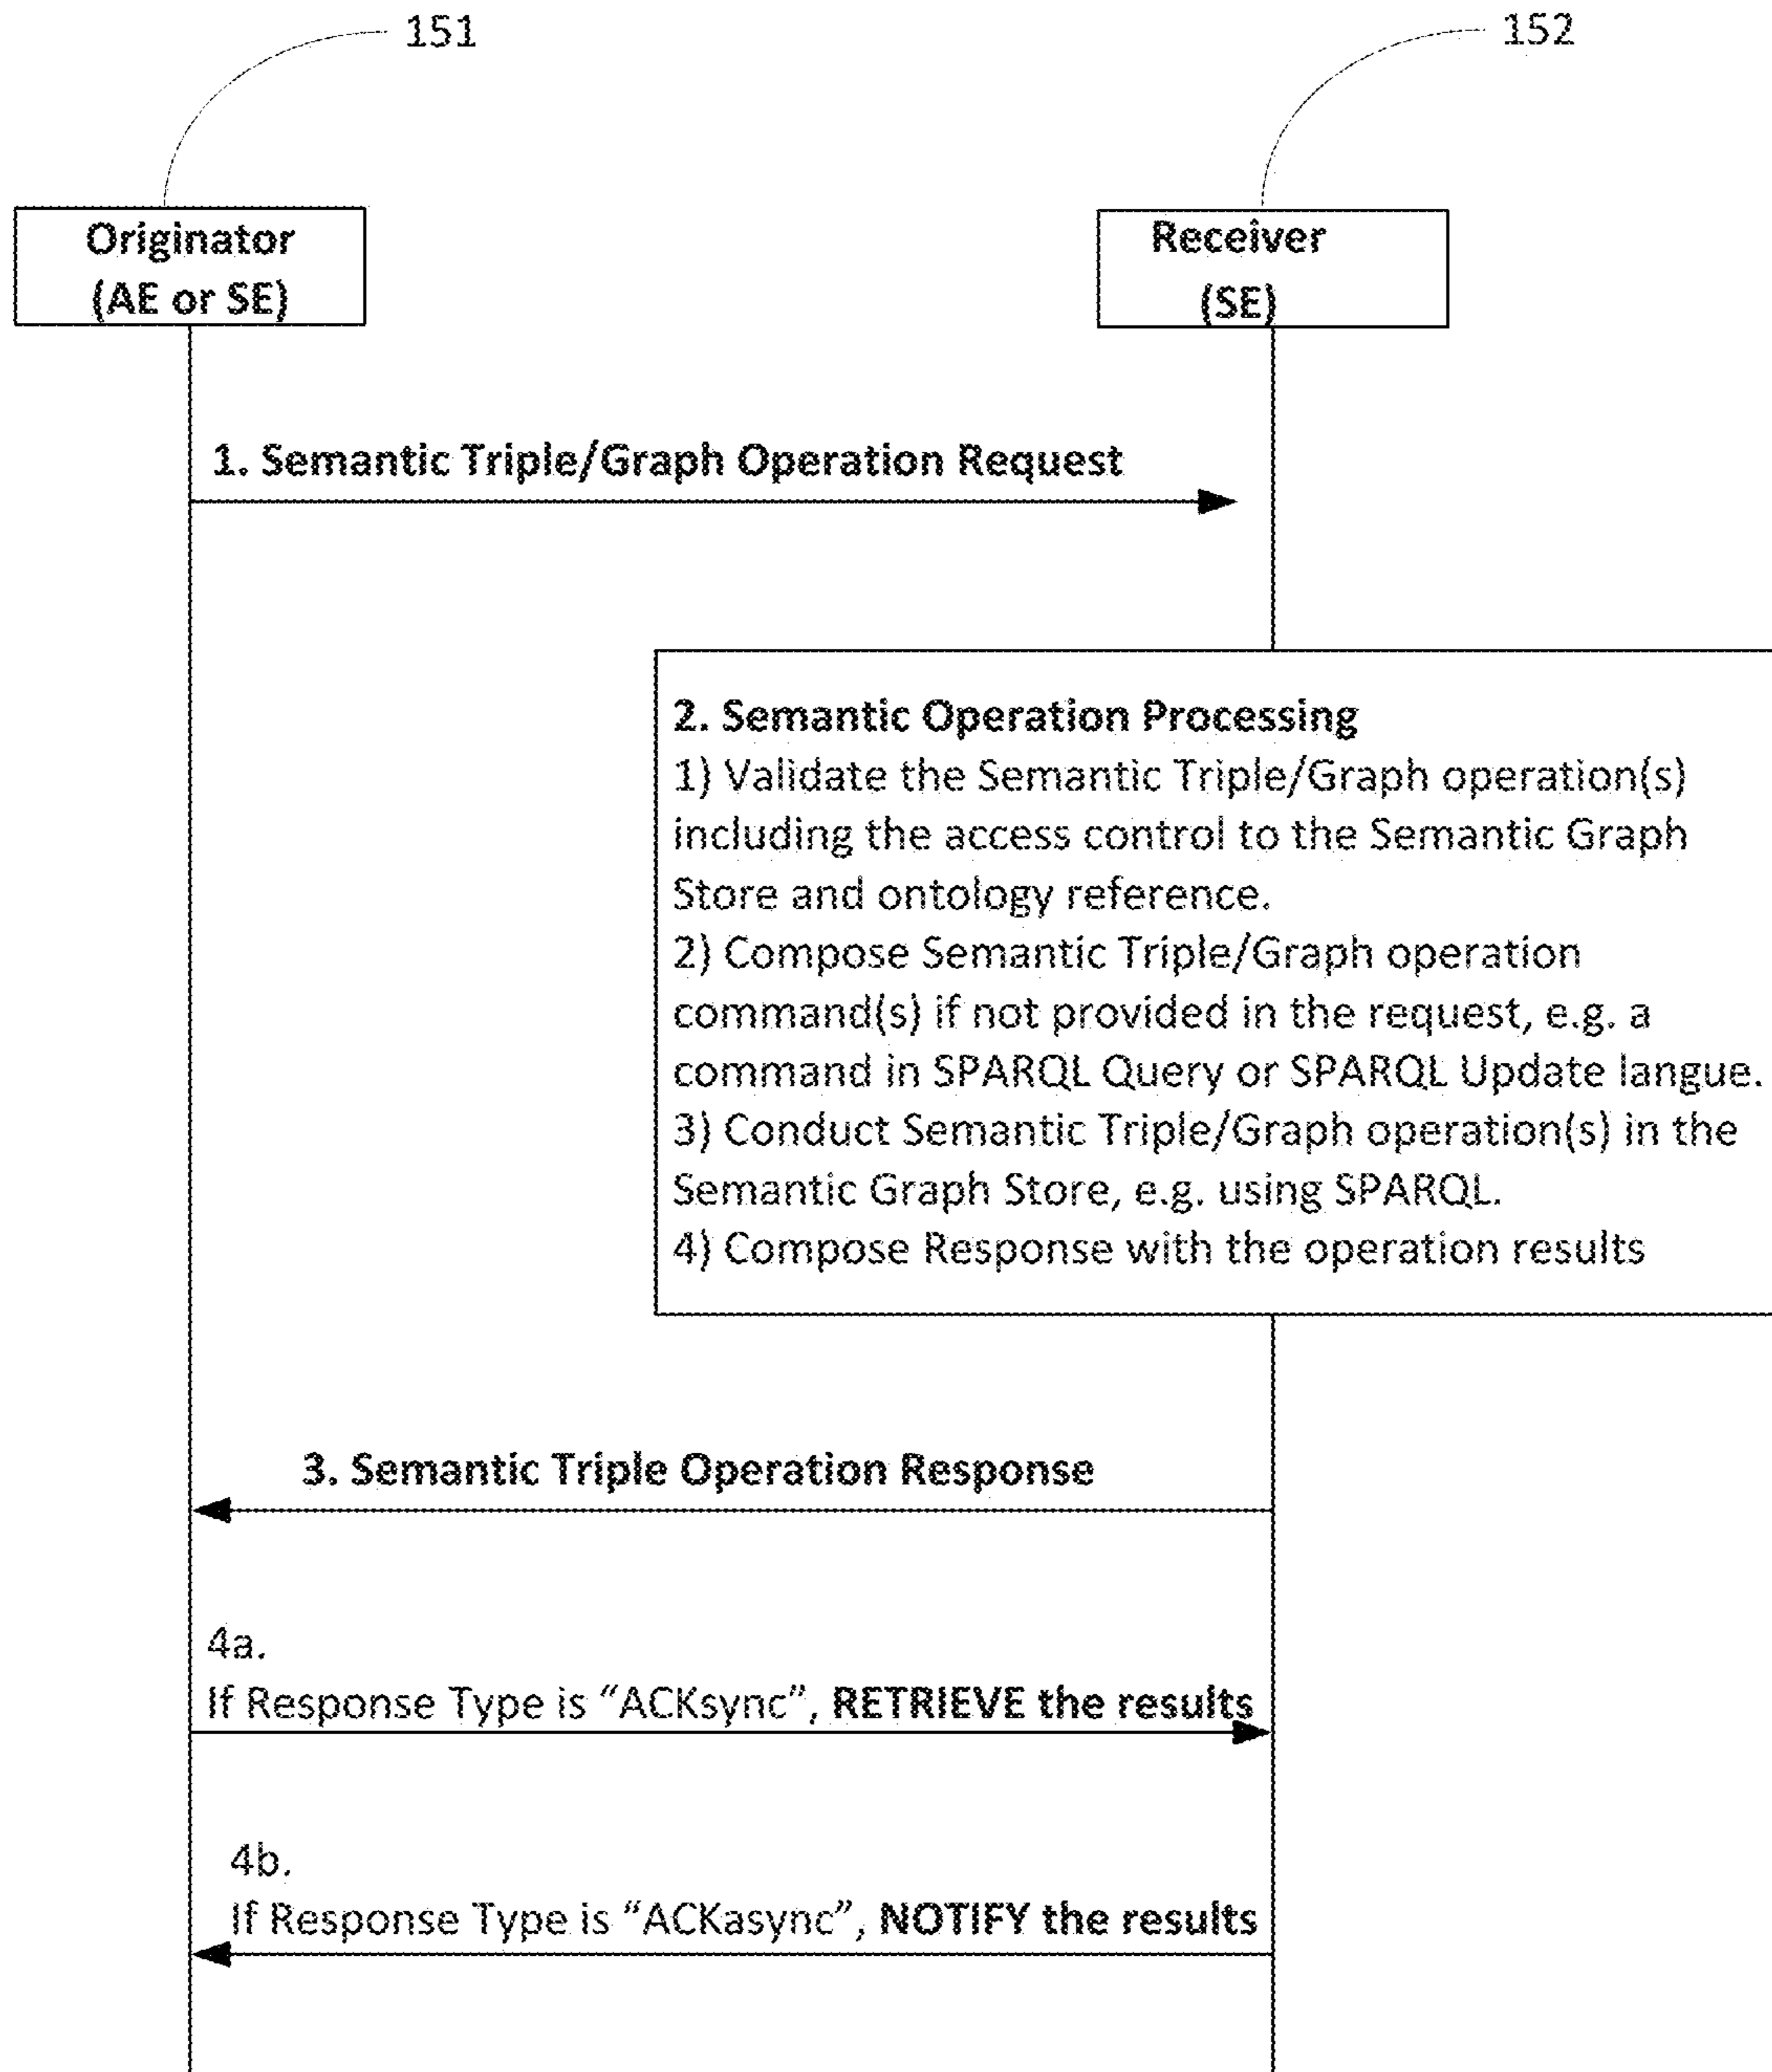 151
152
Originator
(AE or SE)
Receiver
(SE)
1. Semantic Triple/Graph Operation Request
2. Semantic Operation Processing
1) Validate the Semantic Triple/Graph operation(s)
including the access control to the Semantic Graph
Store and ontology reference.
2) Compose Semantic Triple/Graph operation
command(s) if not provided in the request, e.g. a
command in SPARQL Query or SPARQL Update langue.
3) Conduct Semantic Triple/Graph operation(s) in the
Semantic Graph Store, e.g. using SPARQL.
4) Compose Response with the operation results
3. Semantic Triple Operation Response
4a.
If Response Type is “ACKsync”, RETRIEVE the results
4b.
If Response Type is “ACKasync”, NOTIFY the results